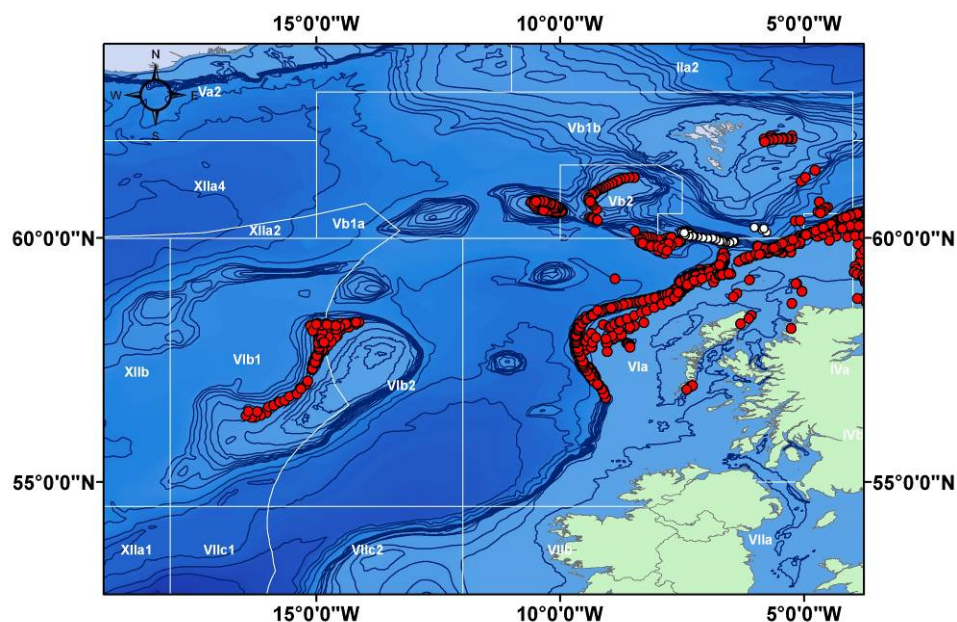 15°0'0"W 10°0'0"W 5°0'0"W
N
W E
S
IIa2
Va2
Vb1b
XIIa4
Vb2
XIIa2
Vb1a
60°0'0"N 60°0'0"N
VIb1
XIIb
VIa
IVa
VIb2
IVb
55°0'0"N 55°0'0"N
XIIa1 VIIc1 VIIc2 VIIb
VIIa
15°0'0"W 10°0'0"W 5°0'0"W